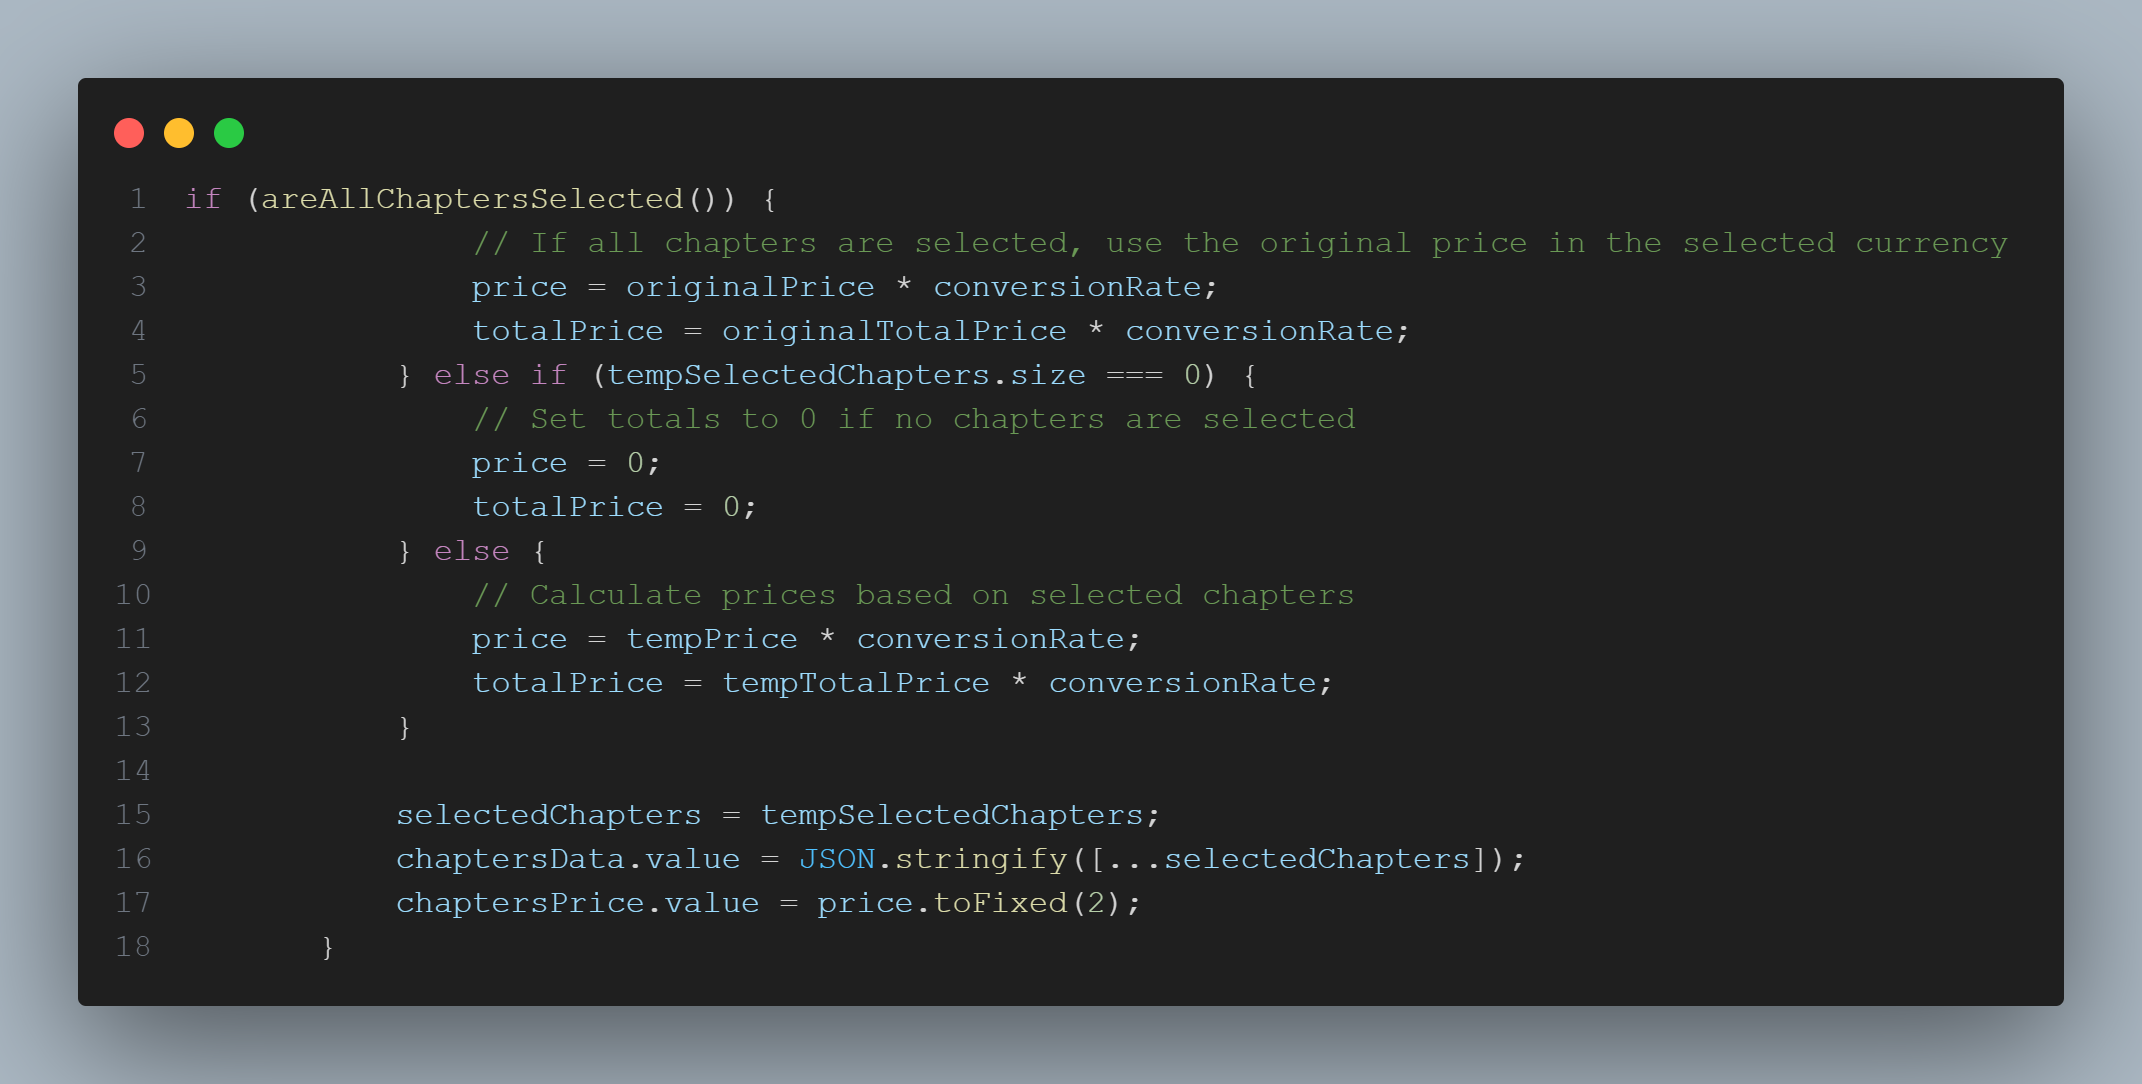 1 if (areAllChaptersSelected()) {
2 // If all chapters are selected, use the original price in the selected currency
3 price = originalPrice * conversionRate;
4 totalPrice = originalTotalPrice * conversionRate;
5 } else if (tempSelectedChapters.size === 0) {
6 // Set totals to 0 if no chapters are selected
7 price = 0;
8 totalPrice = 0;
9 } else {
10 // Calculate prices based on selected chapters
11 price = tempPrice * conversionRate;
12 totalPrice = tempTotalPrice * conversionRate;
13 }
14
15 selectedChapters = tempSelectedChapters;
16 chaptersData.value = JSON.stringify([...selectedChapters]);
17 chaptersPrice.value = price.toFixed(2);
18 }